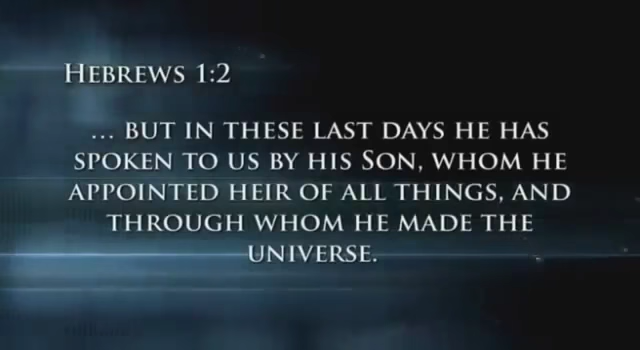 HEBREWS 1:2
... BUT IN THESE LAST DAYS HE HAS
SPOKEN TO US BY HIS SON, WHOM HE
APPOINTED HEIR OF ALL THINGS, AND
THROUGH WHOM HE MADE THE
UNIVERSE.